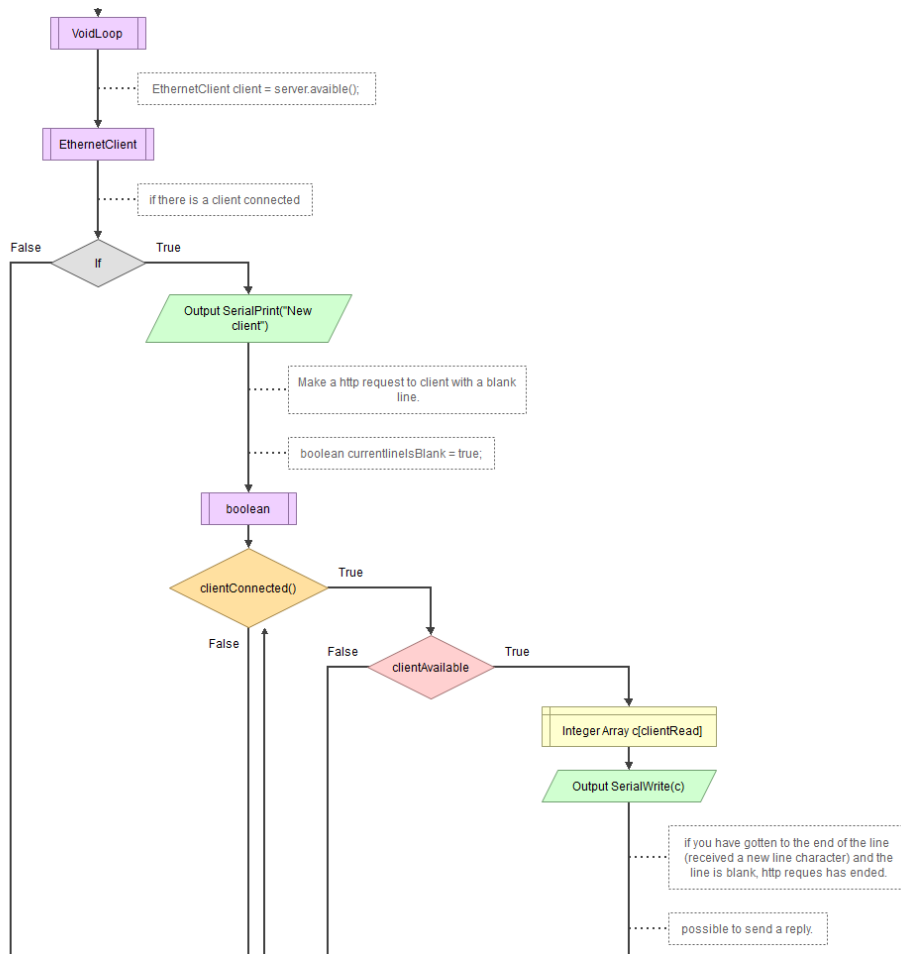 VoidLoop
EthernetClient client = server.avaible();
EthernetClient
if there is a client connected
False
True
If
Output SerialPrint("New
client")
Make a http request to client with a blank
line.
boolean currentlineIsBlank = true;
boolean
True
clientConnected()
False
False
True
clientAvailable
Integer Array c[clientRead]
Output SerialWrite(c)
if you have gotten to the end of the line
(received a new line character) and the
line is blank, http reques has ended.
possible to send a reply.